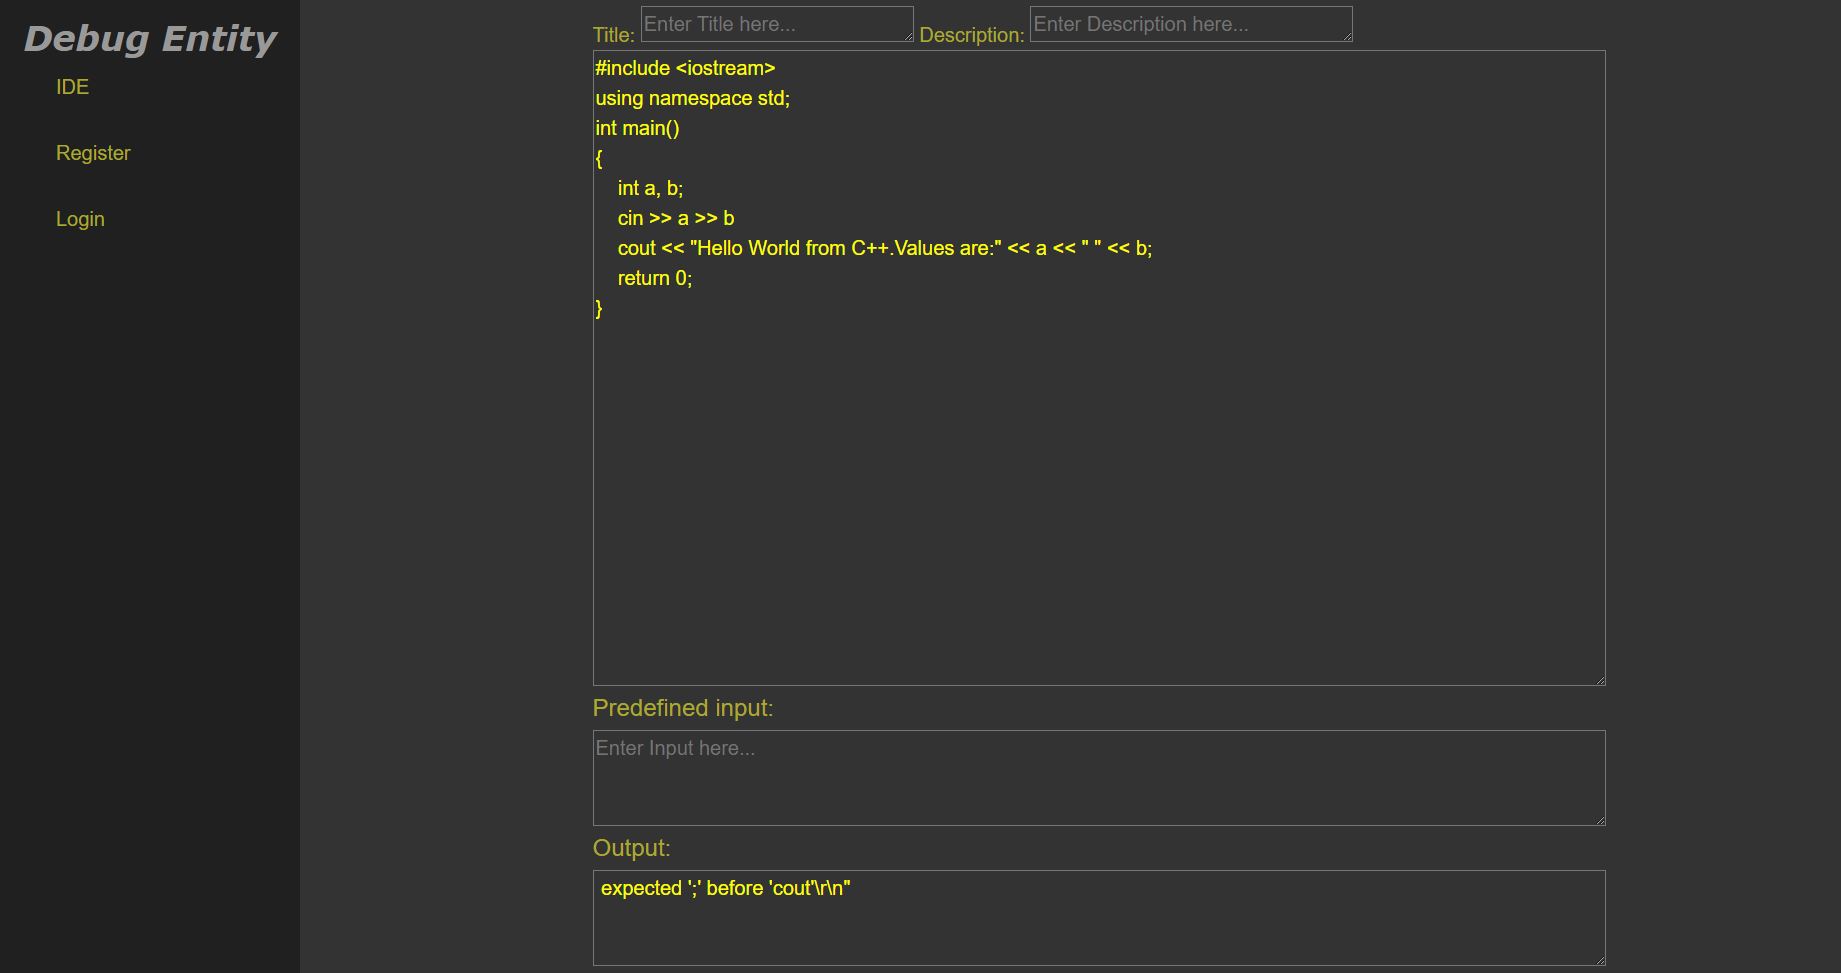 Debug Entity
IDE
Register
Login
Title: Enter Title here... Description: Enter Description here...
#include <iostream>
using namespace std;
int main()
{
    int a, b;
    cin >> a >> b
    cout << "Hello World from C++.Values are:" << a << " " << b;
    return 0;
}
Predefined input:
Enter Input here...
Output:
expected ';' before 'cout'\r\n"